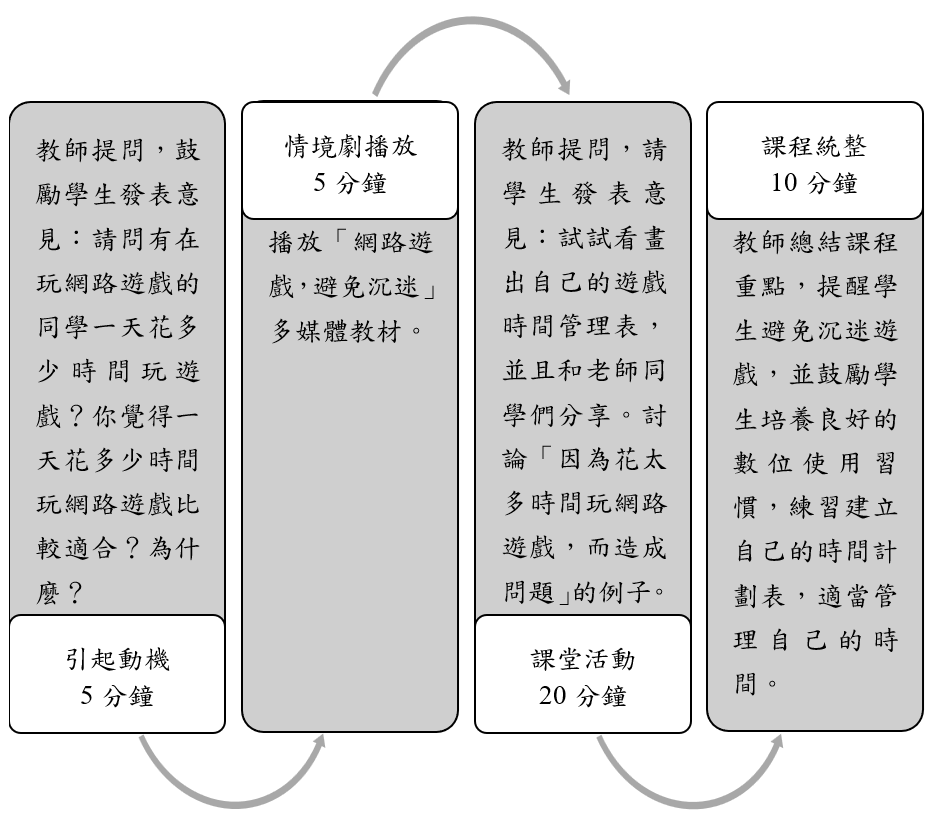 教師提問，鼓
勵學生發表意
見：請問有在
玩網路遊戲的
同學一天花多
少時間玩遊
戲？你覺得一
天花多少時間
玩網路遊戲比
較適合？為什
麼？
引起動機
5 分鐘
情境劇播放
5 分鐘
播放「網路遊
戲，避免沉迷」
多媒體教材。
教師提問，請
學生發表意
見：試試看畫
出自己的遊戲
時間管理表，
並且和老師同
學們分享。討
論「因為花太
多時間玩網路
遊戲，而造成
問題」的例子。
課堂活動
20 分鐘
課程統整
10 分鐘
教師總結課程
重點，提醒學
生避免沉迷遊
戲，並鼓勵學
生培養良好的
數位使用習
慣，練習建立
自己的時間計
劃表，適當管
理自己的時
間。